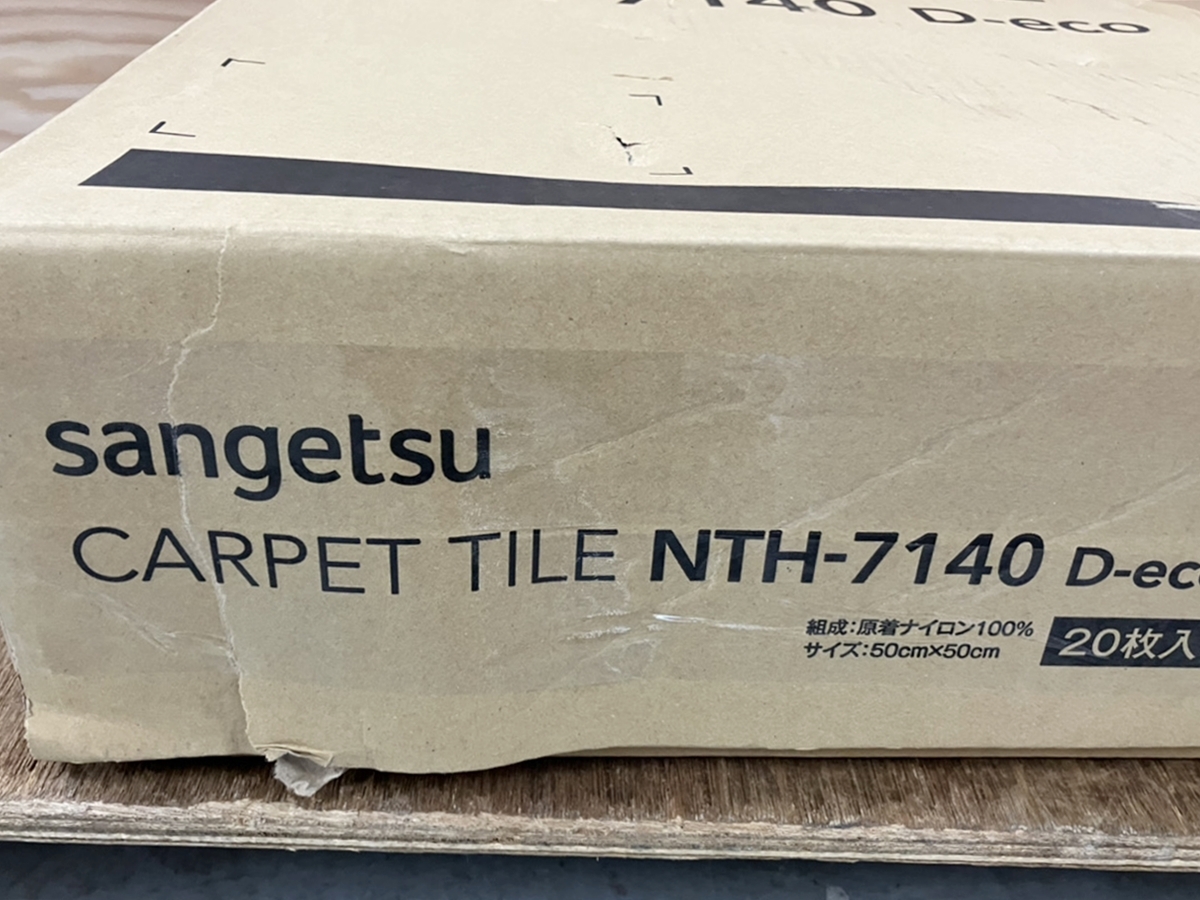 7140 D-eco
sangetsu
CARPET TILE NTH-7140 D-eco
組成:原着ナイロン100%
サイズ:50cm×50cm
20枚入